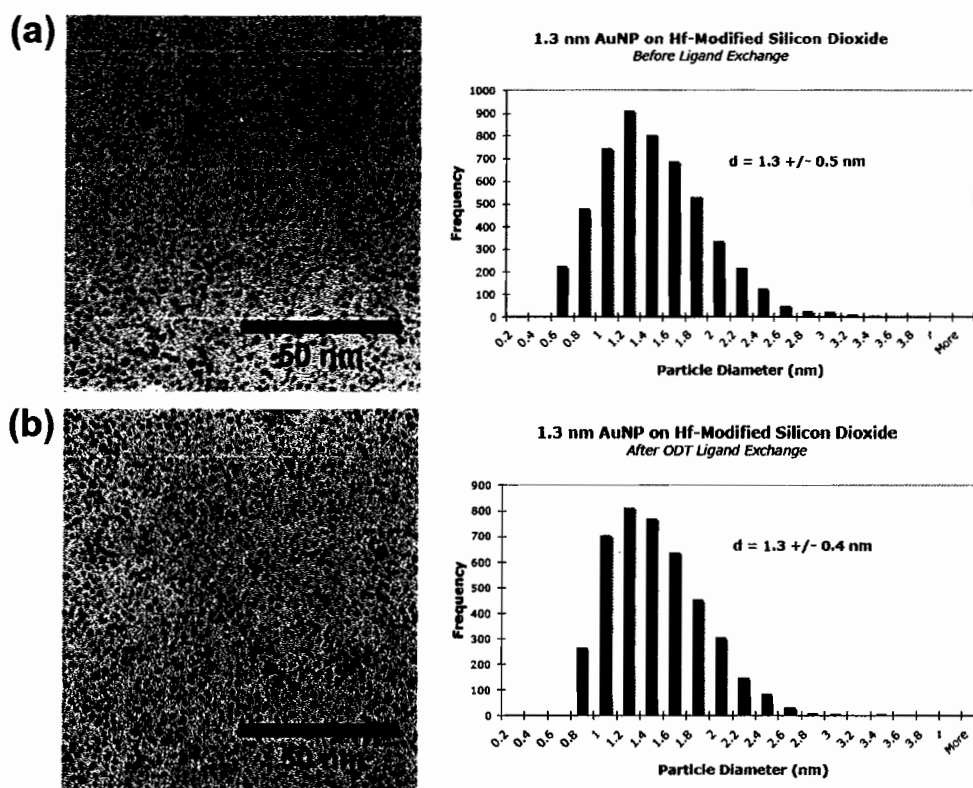 (a)
1.3 nm AuNP on Hf-Modified Silicon Dioxide
Before Ligand Exchange
1000
900
800
700
600
500
400
300
200
100
0
Frequency
d = 1.3 +/- 0.5 nm
0.2 0.4 0.6 0.8 1 1.2 1.4 1.6 1.8 2 2.2 2.4 2.6 2.8 3 3.2 3.4 3.6 3.8 More
Particle Diameter (nm)
50 nm
(b)
1.3 nm AuNP on Hf-Modified Silicon Dioxide
After ODT Ligand Exchange
900
800
700
600
500
400
300
200
100
0
Frequency
d = 1.3 +/- 0.4 nm
0.2 0.4 0.6 0.8 1 1.2 1.4 1.6 1.8 2 2.2 2.4 2.6 2.8 3 3.2 3.4 3.6 3.8 More
Particle Diameter (nm)